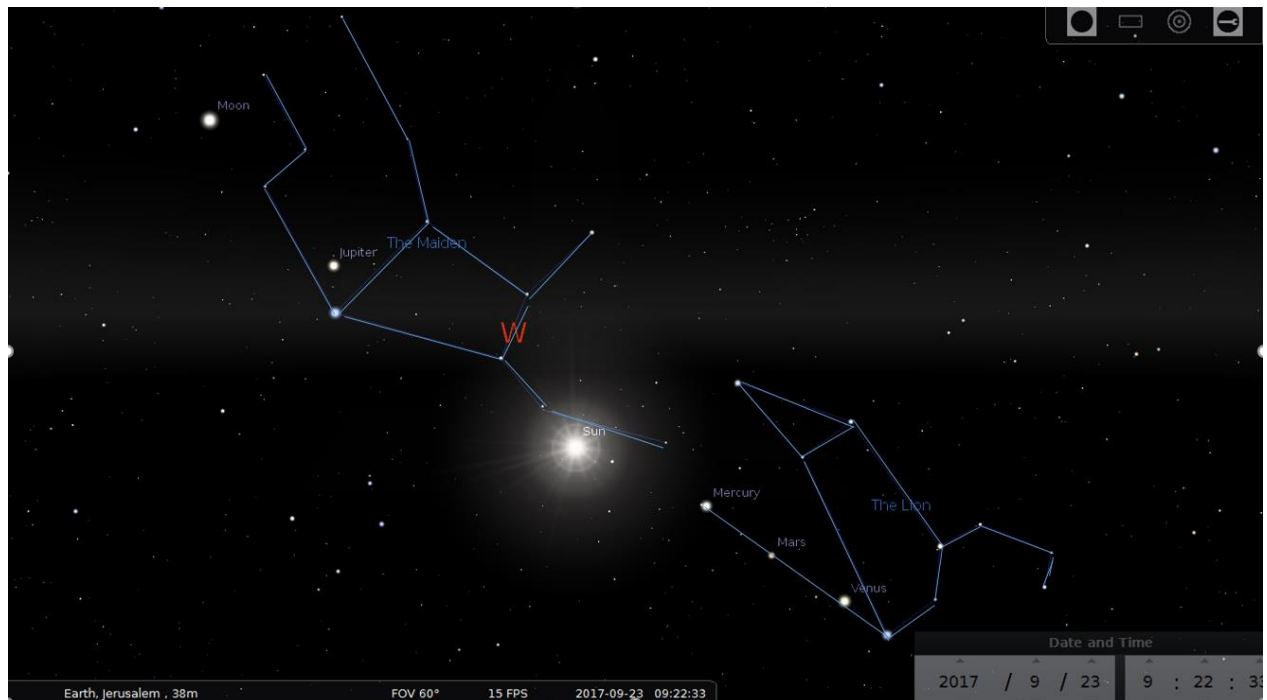 Moon
The Maiden
Jupiter
W
Sun
Mercury
The Lion
Mars
Venus
Date and Time
2017 / 9 / 23 9 : 22 : 33
Earth, Jerusalem , 38m FOV 60° 15 FPS 2017-09-23 09:22:33